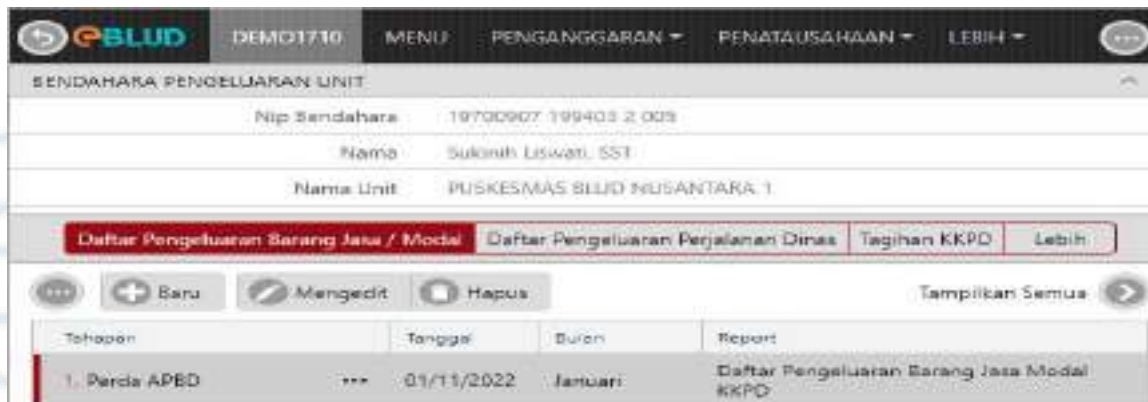 eBLUD DEMO1710 MENU PENGANGGARAN PENATAUSAHAAN LEBIH
BENDAHARA PENGELUARAN UNIT
Nip Bendahara 19700907 199403 2 005
Nama Sukinih Liswati, SST
Nama Unit PUSKESMAS BLUD NUSANTARA 1
Daftar Pengeluaran Barang Jasa / Modal Daftar Pengeluaran Perjalanan Dinas Tagihan KKPD Lebih
Baru Mengedit Hapus Tampilkan Semua
Tahapan Tanggal Bulan Report
1. Perda APBD 01/11/2022 Januari Daftar Pengeluaran Barang Jasa Modal
KKPD